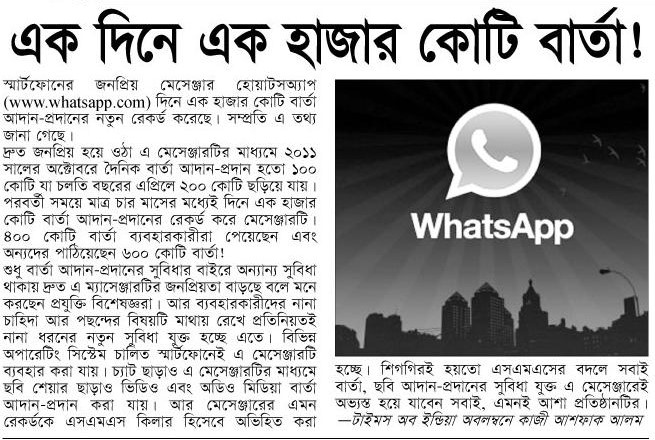 এক দিনে এক হাজার কোটি বার্তা!
স্মার্টফোনের জনপ্রিয় মেসেঞ্জার হোয়াটসঅ্যাপ
(www.whatsapp.com) দিনে এক হাজার কোটি বার্তা
আদান-প্রদানের নতুন রেকর্ড করেছে। সম্প্রতি এ তথ্য
জানা গেছে।
দ্রুত জনপ্রিয় হয়ে ওঠা এ মেসেঞ্জারটির মাধ্যমে ২০১১
সালের অক্টোবরে দৈনিক বার্তা আদান-প্রদান হতো ১০০
কোটি যা চলতি বছরের এপ্রিলে ২০০ কোটি ছড়িয়ে যায়।
পরবর্তী সময়ে মাত্র চার মাসের মধ্যেই দিনে এক হাজার
কোটি বার্তা আদান-প্রদানের রেকর্ড করে মেসেঞ্জারটি।
৪০০ কোটি বার্তা ব্যবহারকারীরা পেয়েছেন এবং
অন্যদের পাঠিয়েছেন ৬০০ কোটি বার্তা!
শুধু বার্তা আদান-প্রদানের সুবিধার বাইরে অন্যান্য সুবিধা
থাকায় দ্রুত এ ম্যাসেঞ্জারটির জনপ্রিয়তা বাড়ছে বলে মনে
করছেন প্রযুক্তি বিশেষজ্ঞরা। আর ব্যবহারকারীদের নানা
চাহিদা আর পছন্দের বিষয়টি মাথায় রেখে প্রতিনিয়তই
নানা ধরনের নতুন সুবিধা যুক্ত হচ্ছে এতে। বিভিন্ন
অপারেটিং সিস্টেম চালিত স্মার্টফোনেই এ মেসেঞ্জারটি
ব্যবহার করা যায়। চ্যাট ছাড়াও এ মেসেঞ্জারটির মাধ্যমে
ছবি শেয়ার ছাড়াও ভিডিও এবং অডিও মিডিয়া বার্তা
আদান-প্রদান করা যায়। আর মেসেঞ্জারের এমন
রেকর্ডকে এসএমএস কিলার হিসেবে অভিহিত করা
WhatsApp
হচ্ছে। শিগগিরই হয়তো এসএমএসের বদলে সবাই
বার্তা, ছবি আদান-প্রদানের সুবিধা যুক্ত এ মেসেঞ্জারেই
অভ্যস্ত হয়ে যাবেন সবাই, এমনই আশা প্রতিষ্ঠানটির।
—টাইমস অব ইন্ডিয়া অবলম্বনে কাজী আশফাক আলম